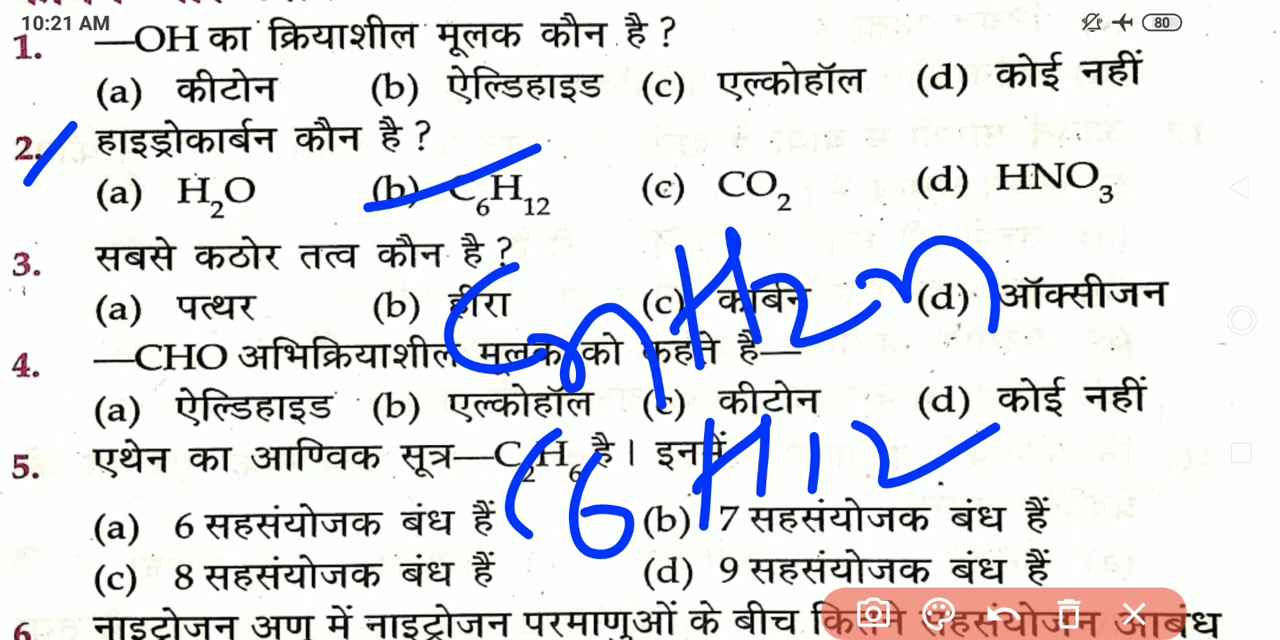 10:21 AM 80
1. —OH का क्रियाशील मूलक कौन है ?
(a) कीटोन (b) ऐल्डिहाइड (c) एल्कोहॉल (d) कोई नहीं
2. हाइड्रोकार्बन कौन है ?
(a) H₂O (b) C₆H₁₂ (c) CO₂ (d) HNO₃
3. सबसे कठोर तत्व कौन है ?
(a) पत्थर (b) हीरा (c) कार्बन (d) ऑक्सीजन
CnH2n
4. —CHO अभिक्रियाशील मूलक को कहते हैं—
(a) ऐल्डिहाइड (b) एल्कोहॉल (c) कीटोन (d) कोई नहीं
5. एथेन का आण्विक सूत्र—C₂H₆ है। इनमें
C6H12
(a) 6 सहसंयोजक बंध हैं (b) 7 सहसंयोजक बंध हैं
(c) 8 सहसंयोजक बंध हैं (d) 9 सहसंयोजक बंध हैं
6. नाइट्रोजन अणु में नाइट्रोजन परमाणुओं के बीच कितने सहसंयोजन आबंध